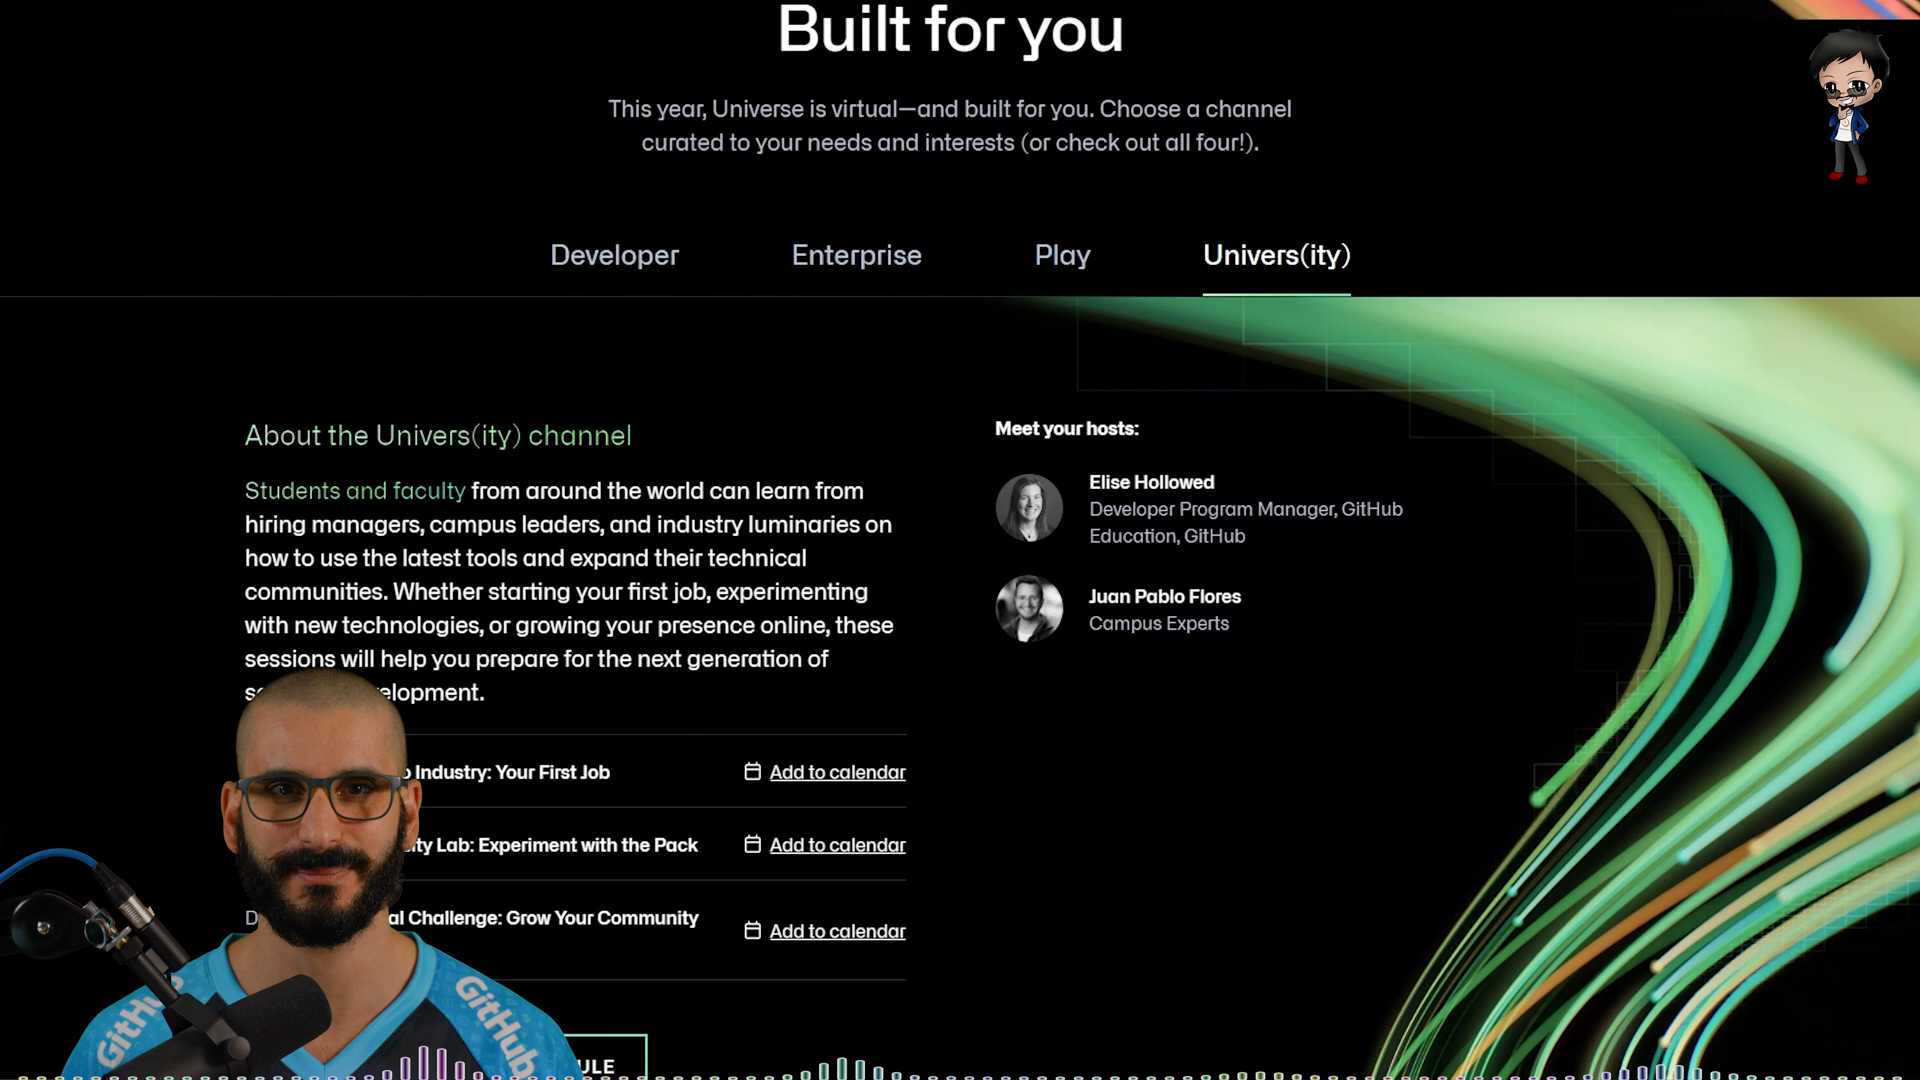 Built for you
This year, Universe is virtual—and built for you. Choose a channel
curated to your needs and interests (or check out all four!).
Developer
Enterprise
Play
Univers(ity)
About the Univers(ity) channel
Students and faculty from around the world can learn from
hiring managers, campus leaders, and industry luminaries on
how to use the latest tools and expand their technical
communities. Whether starting your first job, experimenting
with new technologies, or growing your presence online, these
sessions will help you prepare for the next generation of
elopment.
Industry: Your First Job
Add to calendar
Lab: Experiment with the Pack
Add to calendar
Challenge: Grow Your Community
Add to calendar
Meet your hosts:
Elise Hollowed
Developer Program Manager, GitHub
Education, GitHub
Juan Pablo Flores
Campus Experts
GitHub
GitHub
ULE